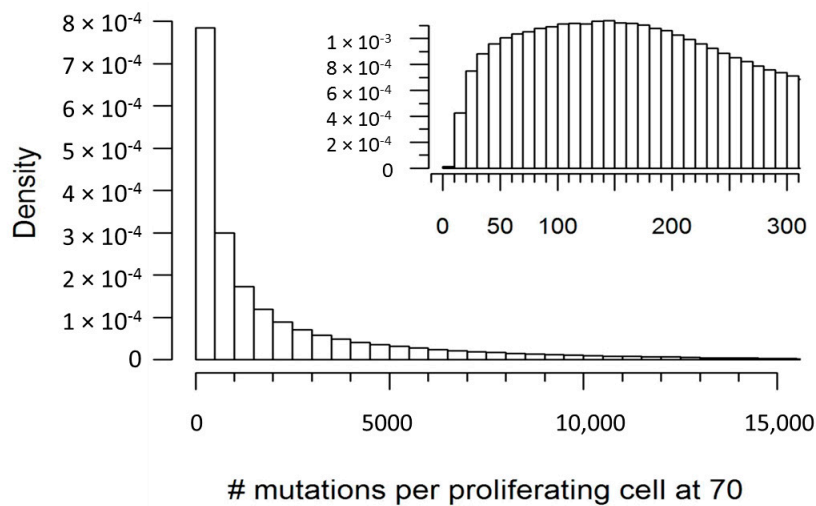 8 × 10⁻⁴
7 × 10⁻⁴
6 × 10⁻⁴
5 × 10⁻⁴
4 × 10⁻⁴
3 × 10⁻⁴
2 × 10⁻⁴
1 × 10⁻⁴
0
Density
1 × 10⁻³
8 × 10⁻⁴
6 × 10⁻⁴
4 × 10⁻⁴
2 × 10⁻⁴
0
0 50 100 200 300
0 5000 10,000 15,000
# mutations per proliferating cell at 70